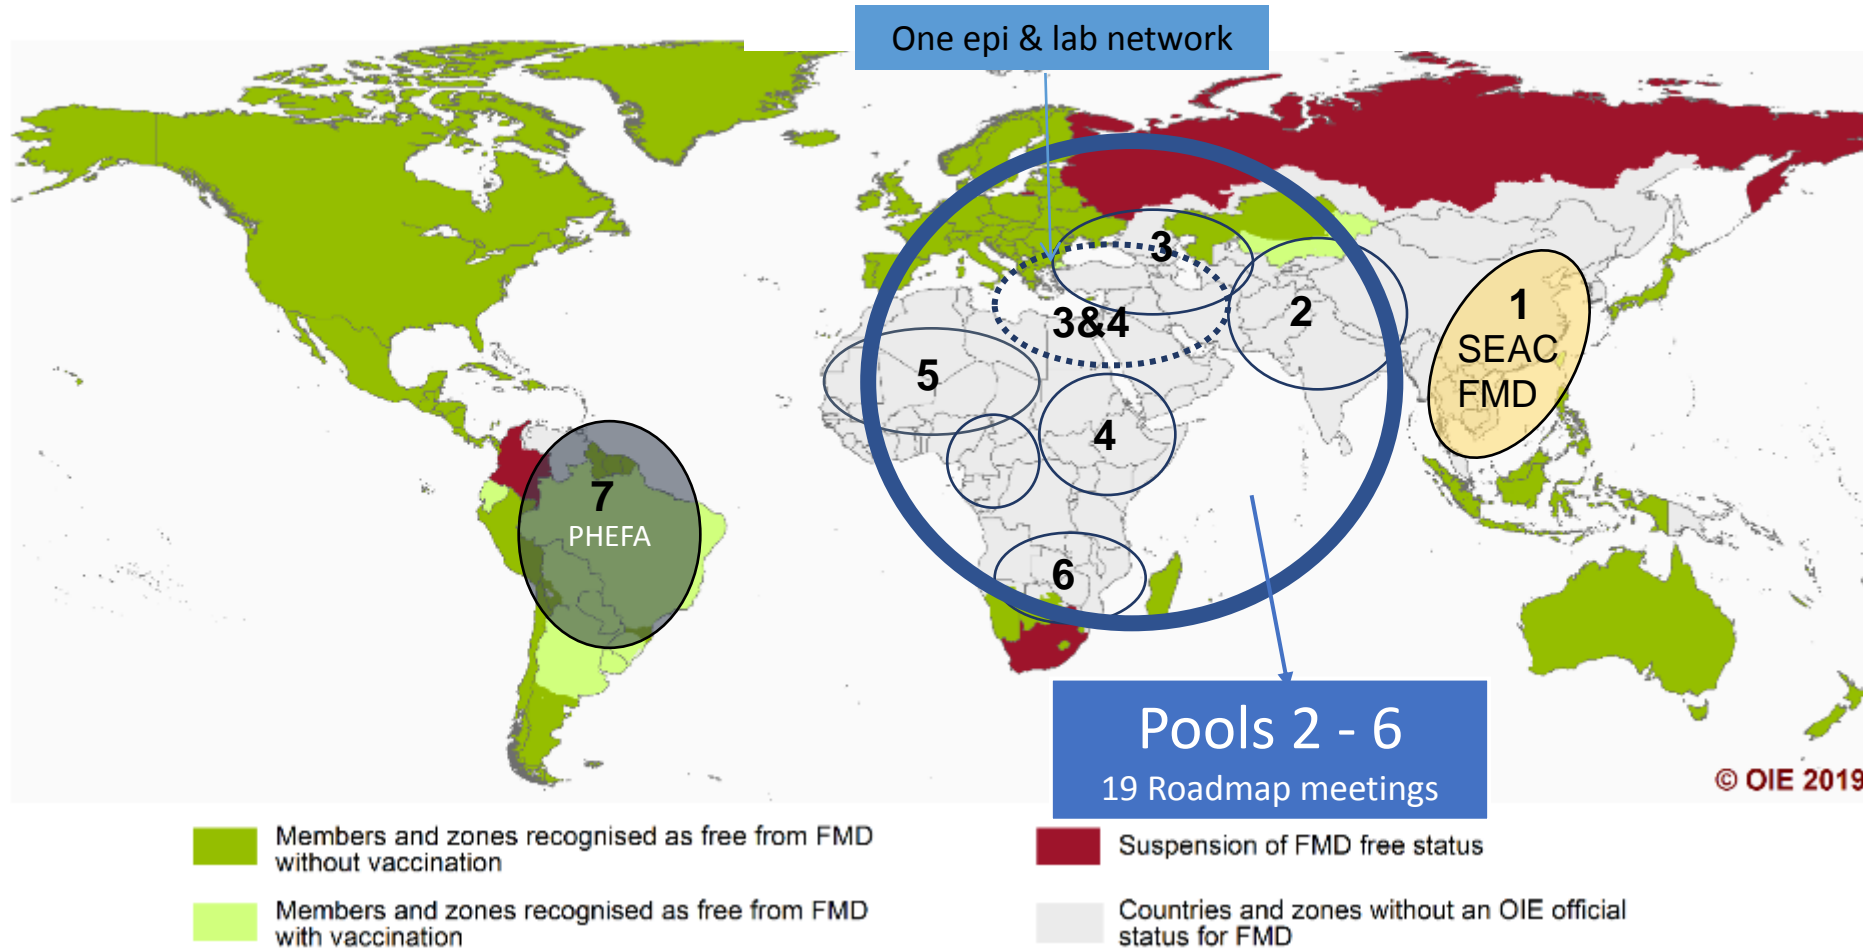 One epi & lab network
3
2
3&4
1
SEAC
FMD
5
4
7
PHEFA
6
Pools 2 - 6
19 Roadmap meetings
© OIE 2019
Members and zones recognised as free from FMD
without vaccination
Suspension of FMD free status
Members and zones recognised as free from FMD
with vaccination
Countries and zones without an OIE official
status for FMD